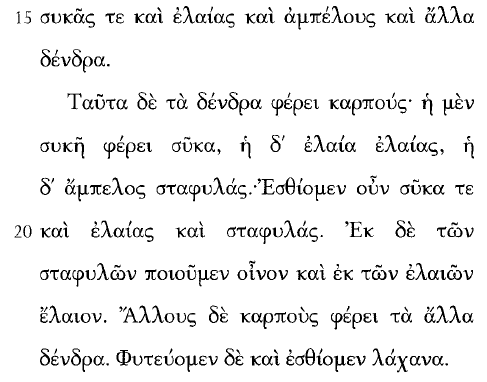 15 συκᾶς τε καὶ ἐλαίας καὶ ἀμπέλους καὶ ἄλλα
δένδρα.
Ταῦτα δὲ τὰ δένδρα φέρει καρπούς· ἡ μὲν
συκῆ φέρει σῦκα, ἡ δ’ ἐλαία ἐλαίας, ἡ
δ’ ἄμπελος σταφυλάς.·Ἐσθίομεν οὖν σῦκα τε
20 καὶ ἐλαίας καὶ σταφυλάς. Ἐκ δὲ τῶν
σταφυλῶν ποιοῦμεν οἶνον καὶ ἐκ τῶν ἐλαιῶν
ἔλαιον. Ἄλλους δὲ καρποὺς φέρει τὰ ἄλλα
δένδρα. Φυτεύομεν δὲ καὶ ἐσθίομεν λάχανα.